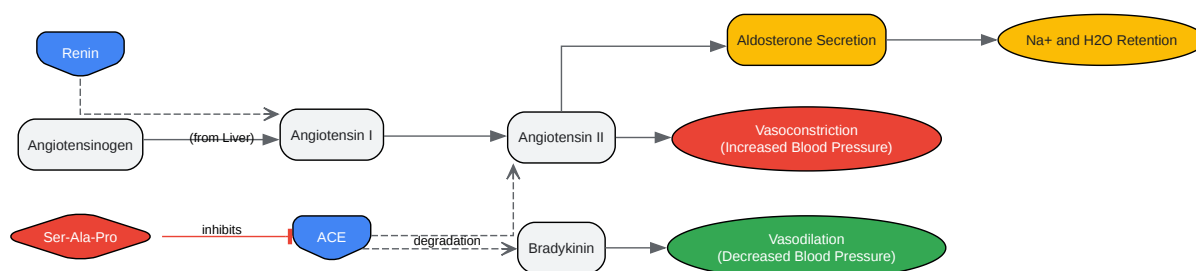 Renin
Angiotensinogen
(from Liver)
Angiotensin I
Angiotensin II
Aldosterone Secretion
Na+ and H2O Retention
Vasoconstriction
(Increased Blood Pressure)
Ser-Ala-Pro
inhibits
ACE
degradation
Bradykinin
Vasodilation
(Decreased Blood Pressure)